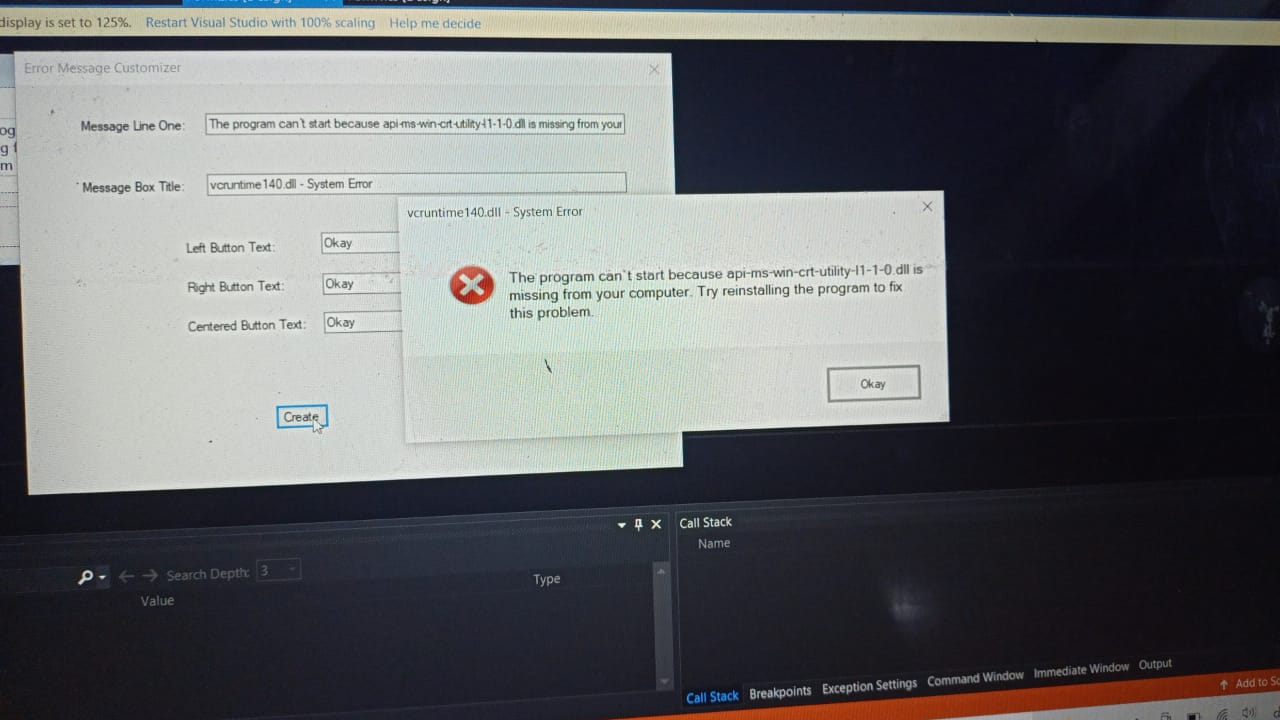 display is set to 125%. Restart Visual Studio with 100% scaling Help me decide
Error Message Customizer
Message Line One: The program can't start because api-ms-win-crt-utility-l1-1-0.dll is missing from your
Message Box Title: vcruntime140.dll - System Error
Left Button Text: Okay
Right Button Text: Okay
Centered Button Text: Okay
Create
vcruntime140.dll - System Error
The program can't start because api-ms-win-crt-utility-l1-1-0.dll is
missing from your computer. Try reinstalling the program to fix
this problem.
Okay
Search Depth: 3
Value
Type
Call Stack
Name
Call Stack Breakpoints Exception Settings Command Window Immediate Window Output
Add to